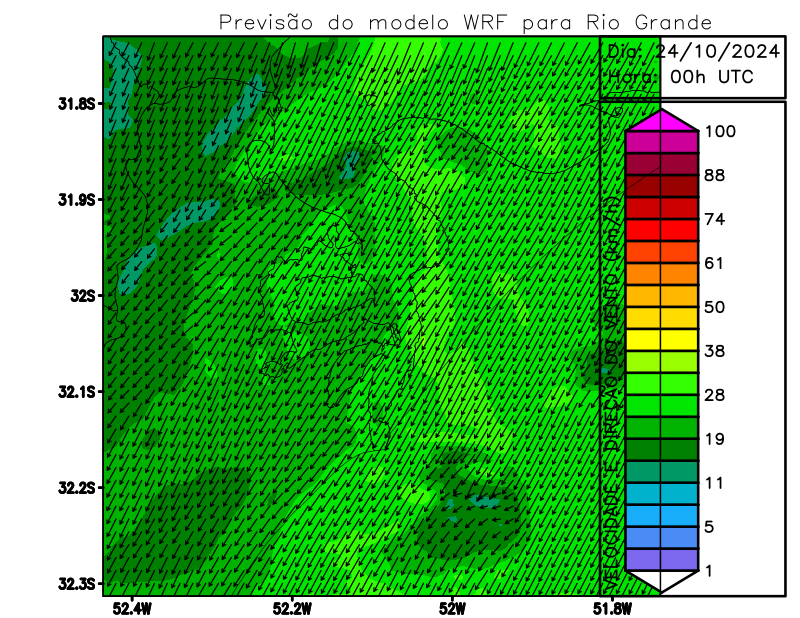 Previsão do modelo WRF para Rio Grande
Dia: 24/10/2024
Hora: 00h UTC
31.8S
31.9S
32S
32.1S
32.2S
32.3S
52.4W
52.2W
52W
51.8W
VELOCIDADE E DIREÇÃO DO VENTO (km/h)
100
88
74
61
50
38
28
19
11
5
1